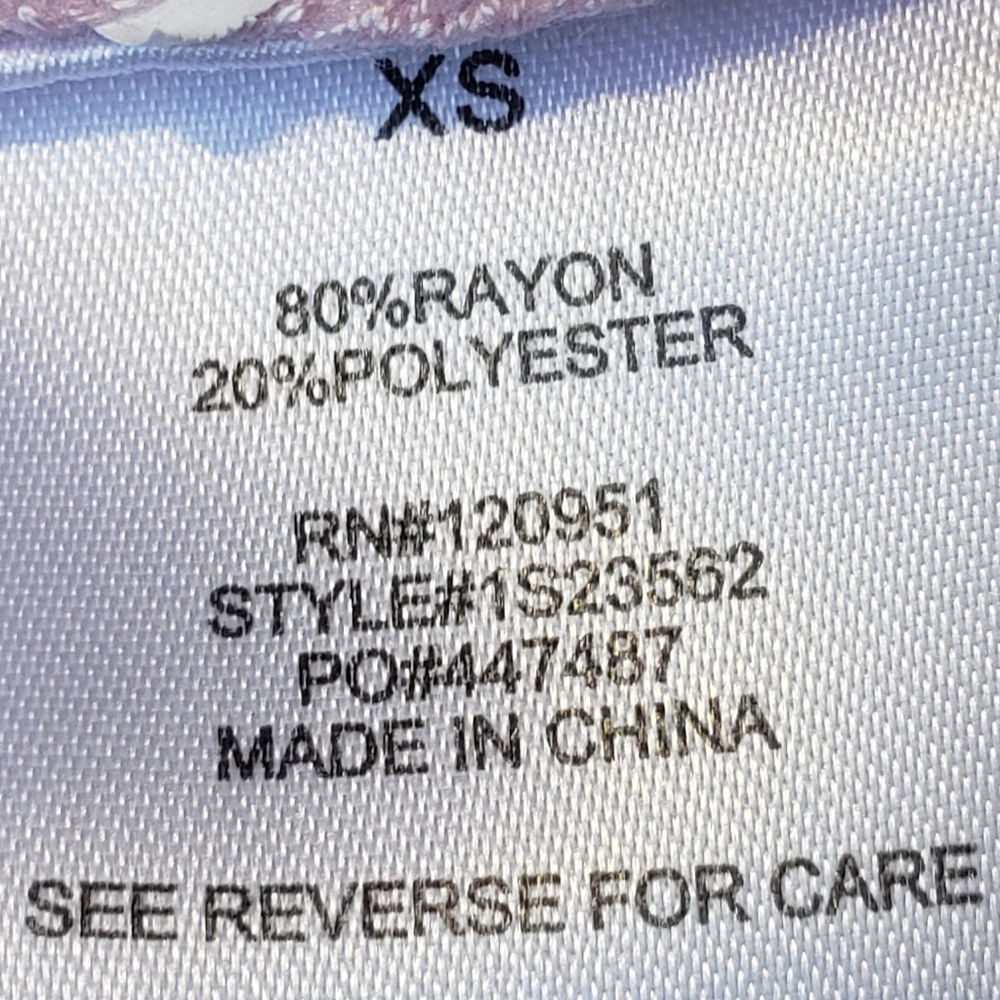 XS
80%RAYON
20%POLYESTER
RN#120951
STYLE#1S23562
PO#447487
MADE IN CHINA
SEE REVERSE FOR CARE